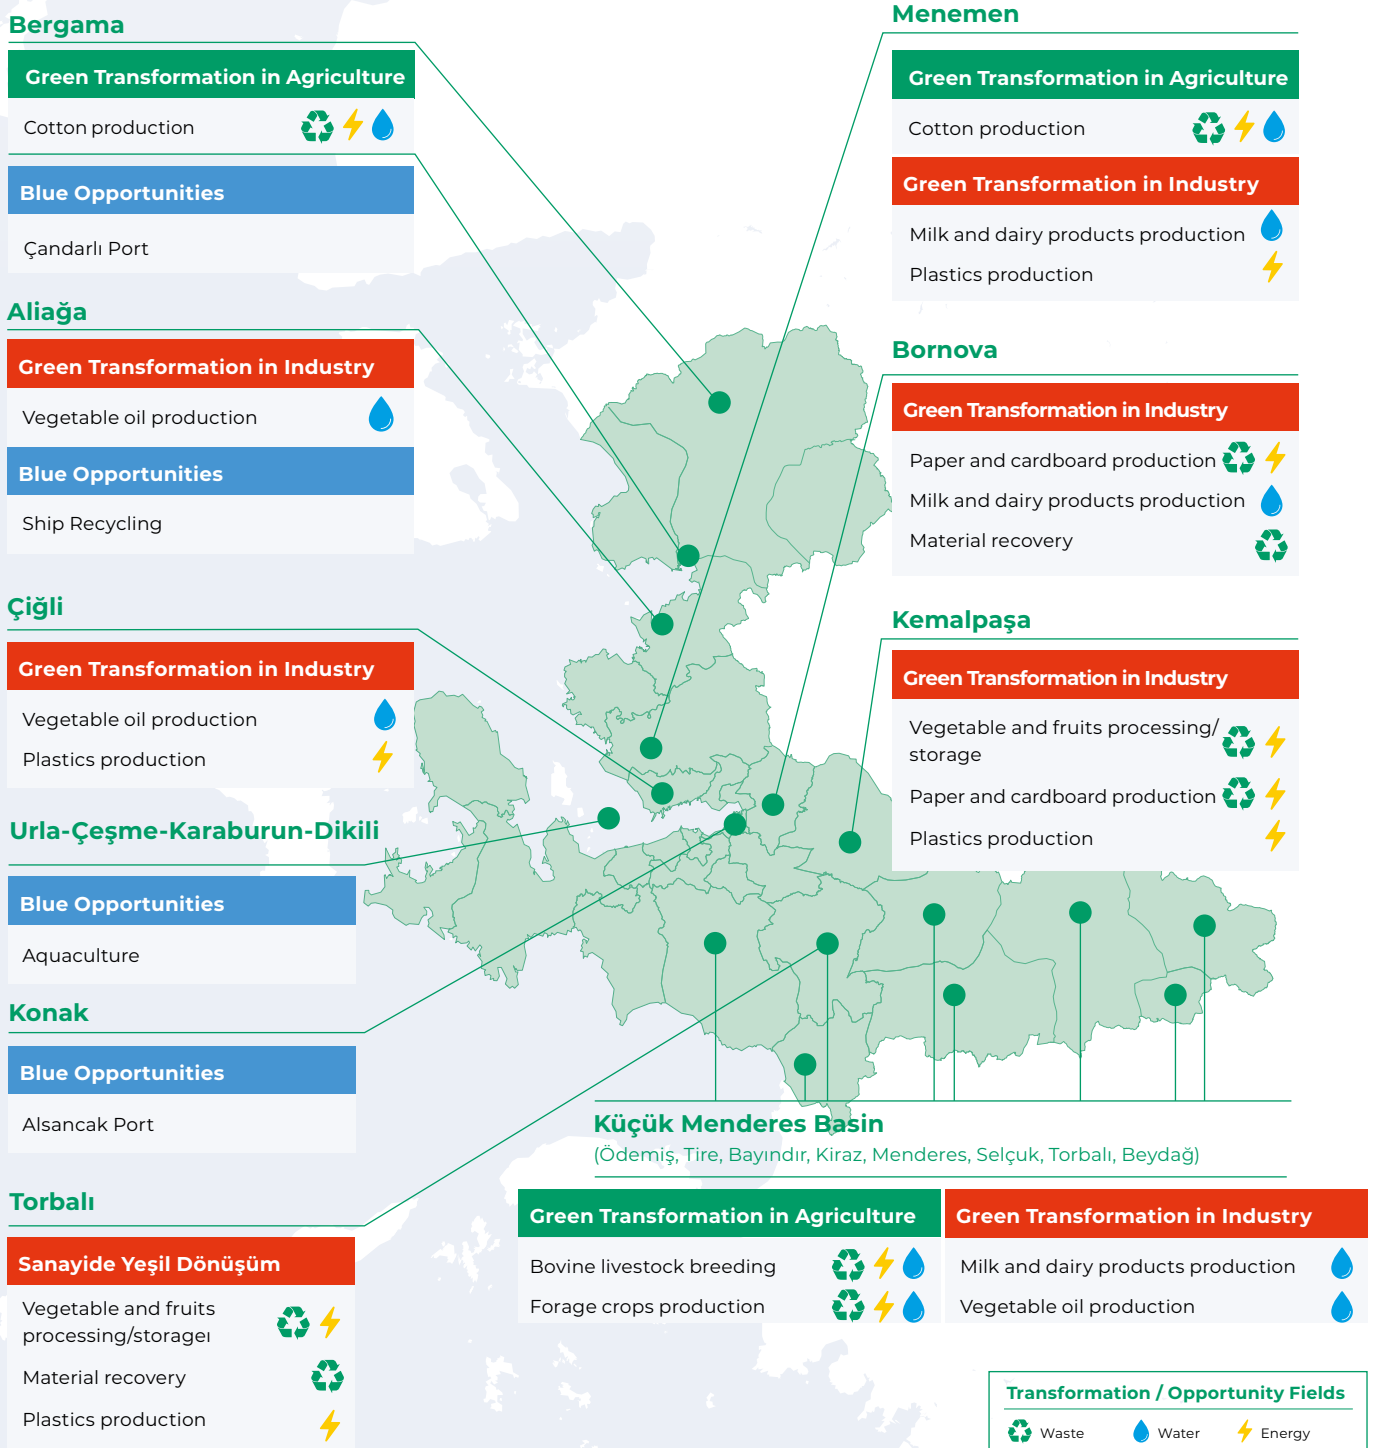 Bergama
Green Transformation in Agriculture
Cotton production
Blue Opportunities
Çandarlı Port
Aliağa
Green Transformation in Industry
Vegetable oil production
Blue Opportunities
Ship Recycling
Çiğli
Green Transformation in Industry
Vegetable oil production
Plastics production
Urla-Çeşme-Karaburun-Dikili
Blue Opportunities
Aquaculture
Konak
Blue Opportunities
Alsancak Port
Torbalı
Sanayide Yeşil Dönüşüm
Vegetable and fruits
processing/storageı
Material recovery
Plastics production
Menemen
Green Transformation in Agriculture
Cotton production
Green Transformation in Industry
Milk and dairy products production
Plastics production
Bornova
Green Transformation in Industry
Paper and cardboard production
Milk and dairy products production
Material recovery
Kemalpaşa
Green Transformation in Industry
Vegetable and fruits processing/
storage
Paper and cardboard production
Plastics production
Küçük Menderes Basin
(Ödemiş, Tire, Bayındır, Kiraz, Menderes, Selçuk, Torbalı, Beydağ)
Green Transformation in Agriculture
Bovine livestock breeding
Forage crops production
Green Transformation in Industry
Milk and dairy products production
Vegetable oil production
Transformation / Opportunity Fields
Waste Water Energy